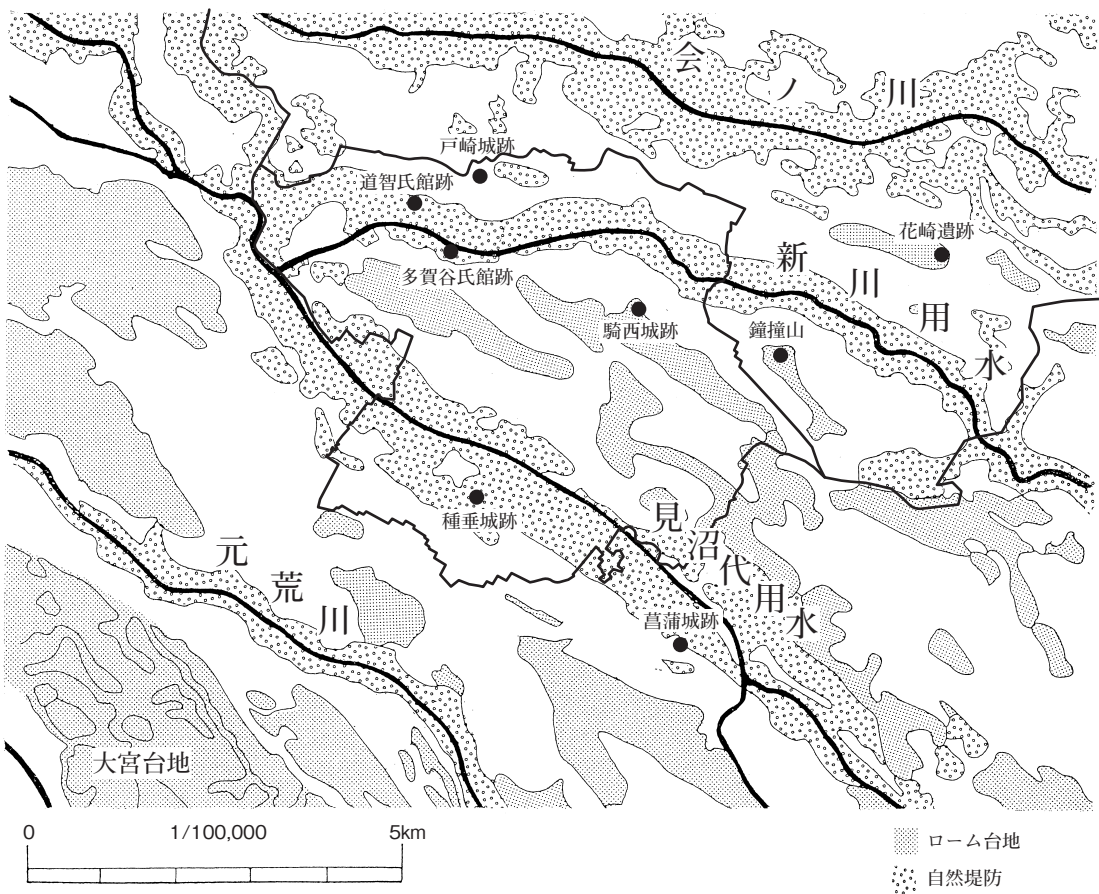 会ノ川
戸崎城跡
道智氏館跡
花崎遺跡
多賀谷氏館跡
新川用水
騎西城跡
鐘撞山
種垂城跡
見沼代用水
元荒川
菖蒲城跡
大宮台地
0 1/100,000 5km
ローム台地
自然堤防